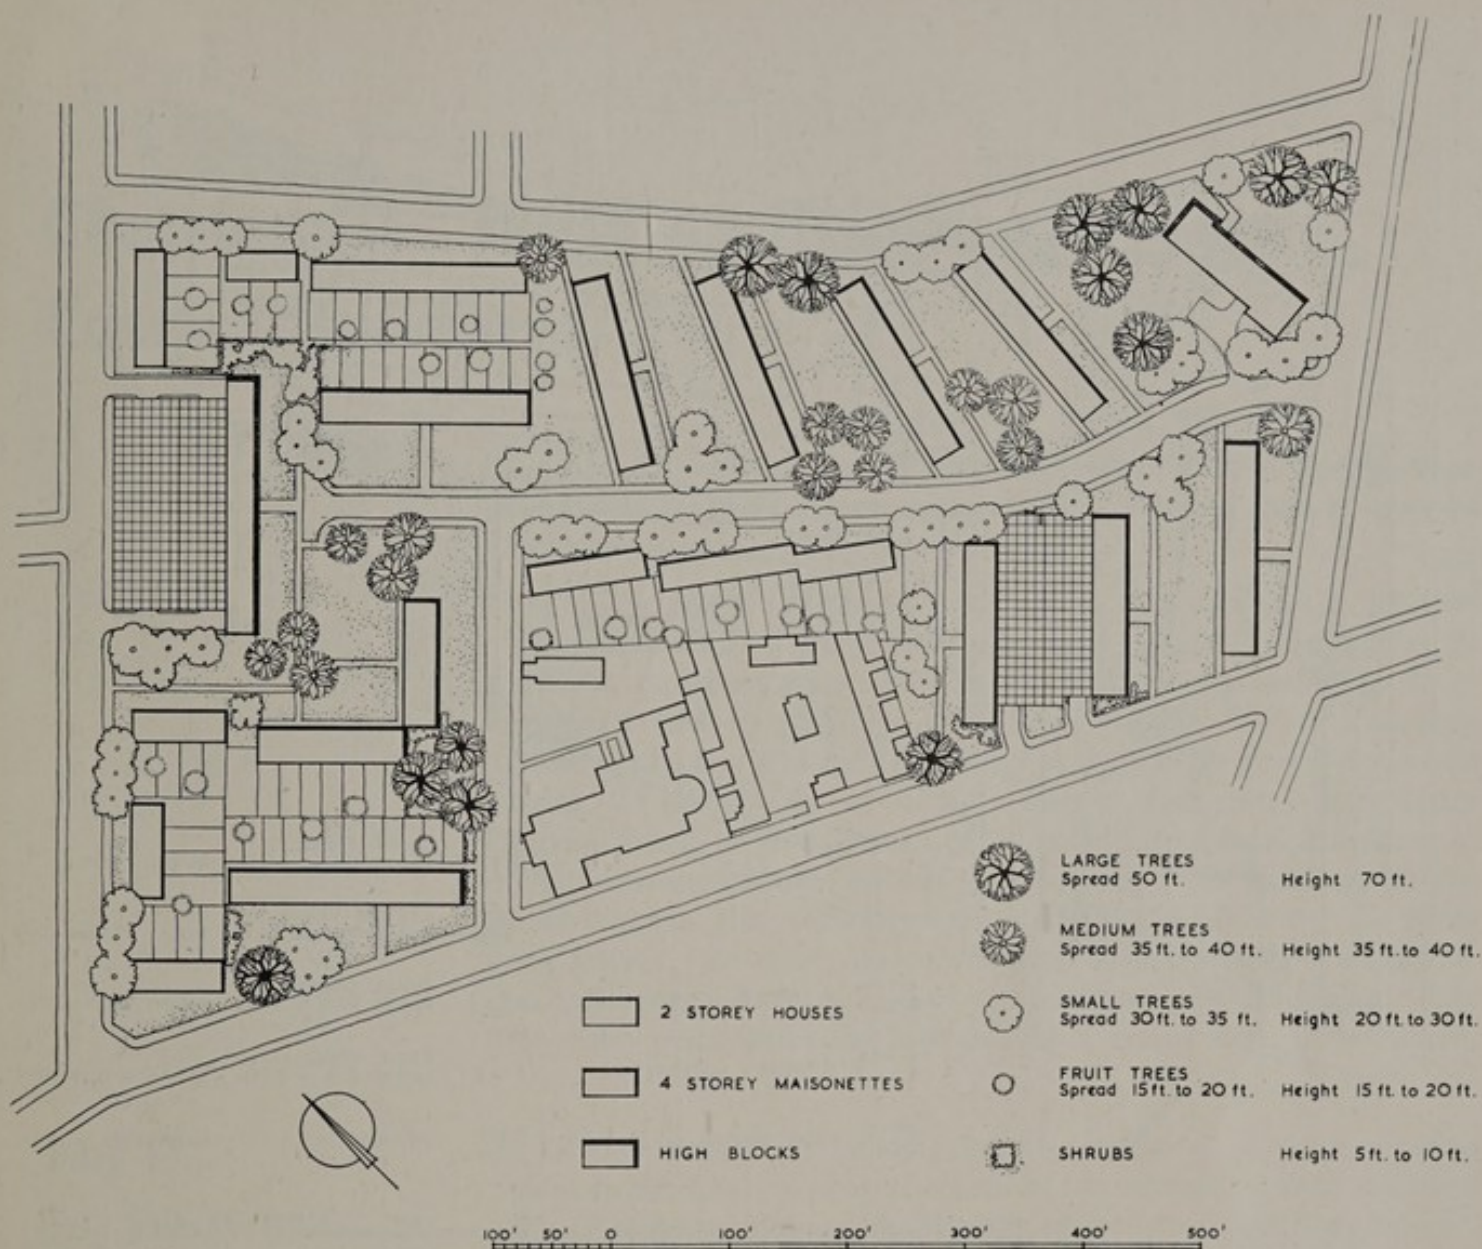 LARGE TREES
Spread 50 ft. Height 70 ft.
MEDIUM TREES
Spread 35 ft. to 40 ft. Height 35 ft. to 40 ft.
SMALL TREES
Spread 30 ft. to 35 ft. Height 20 ft. to 30 ft.
FRUIT TREES
Spread 15 ft. to 20 ft. Height 15 ft. to 20 ft.
SHRUBS Height 5 ft. to 10 ft.
2 STOREY HOUSES
4 STOREY MAISONETTES
HIGH BLOCKS
100' 50' 0 100' 200' 300' 400' 500'